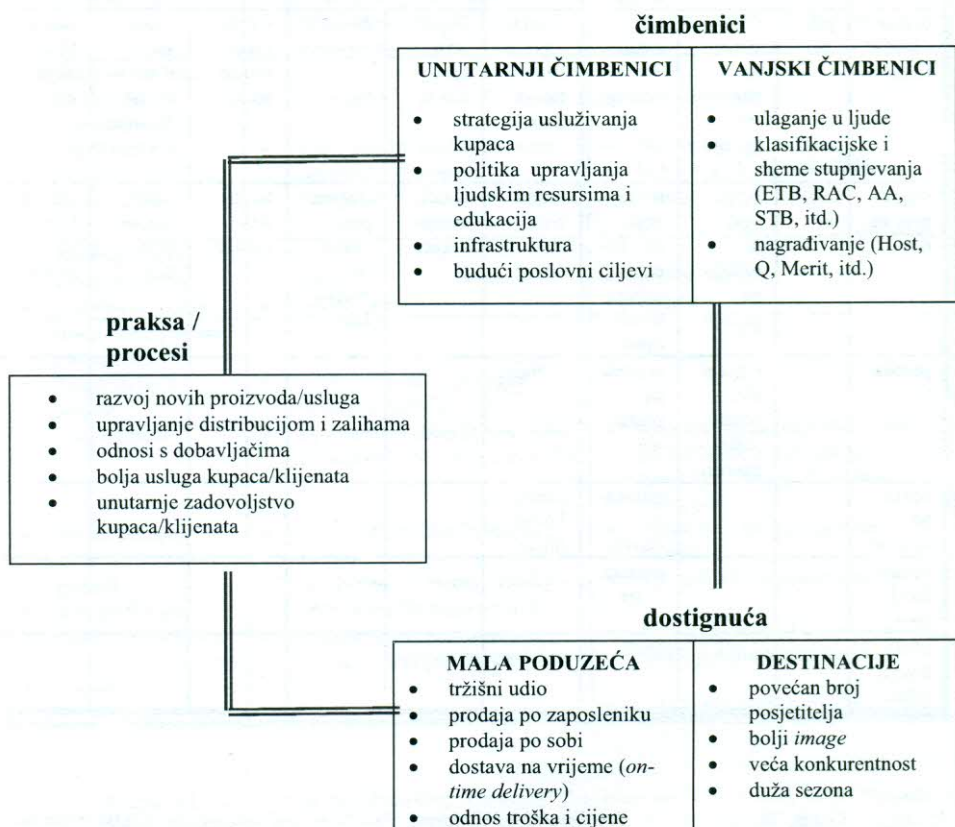 čimbenici
UNUTARNJI ČIMBENICI
• strategija usluživanja
kupaca
• politika upravljanja
ljudskim resursima i
edukacija
• infrastruktura
• budući poslovni ciljevi
VANJSKI ČIMBENICI
• ulaganje u ljude
• klasifikacijske i
sheme stupnjevanja
(ETB, RAC, AA,
STB, itd.)
• nagrađivanje (Host,
Q, Merit, itd.)
praksa /
procesi
• razvoj novih proizvoda/usluga
• upravljanje distribucijom i zalihama
• odnosi s dobavljačima
• bolja usluga kupaca/klijenata
• unutarnje zadovoljstvo
kupaca/klijenata
dostignuća
MALA PODUZEĆA
• tržišni udio
• prodaja po zaposleniku
• prodaja po sobi
• dostava na vrijeme (on-
time delivery)
• odnos troška i cijene
DESTINACIJE
• povećan broj
posjetitelja
• bolji image
• veća konkurentnost
• duža sezona